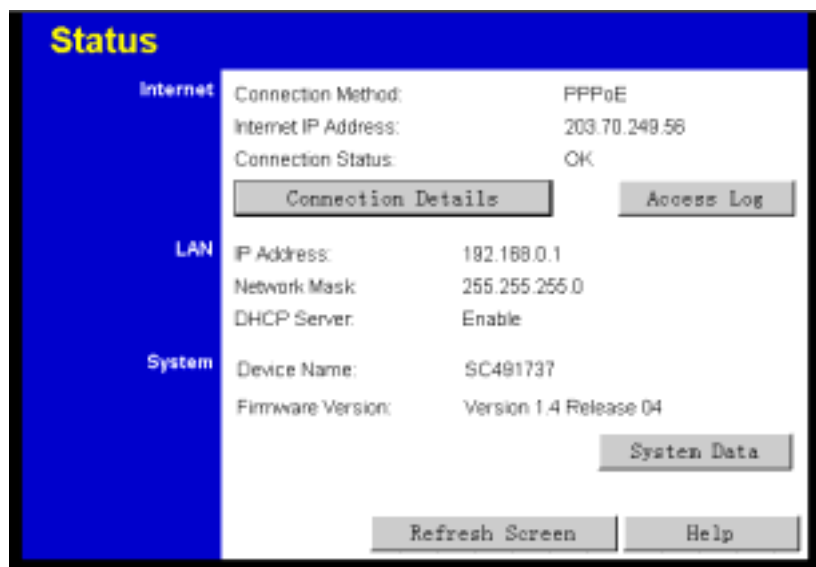 Status
Internet
Connection Method: PPPoE
Internet IP Address: 203.70.249.56
Connection Status: OK
Connection Details Access Log
LAN
IP Address: 192.168.0.1
Network Mask: 255.255.255.0
DHCP Server: Enable
System
Device Name: SC491737
Firmware Version: Version 1.4 Release 04
System Data
Refresh Screen Help